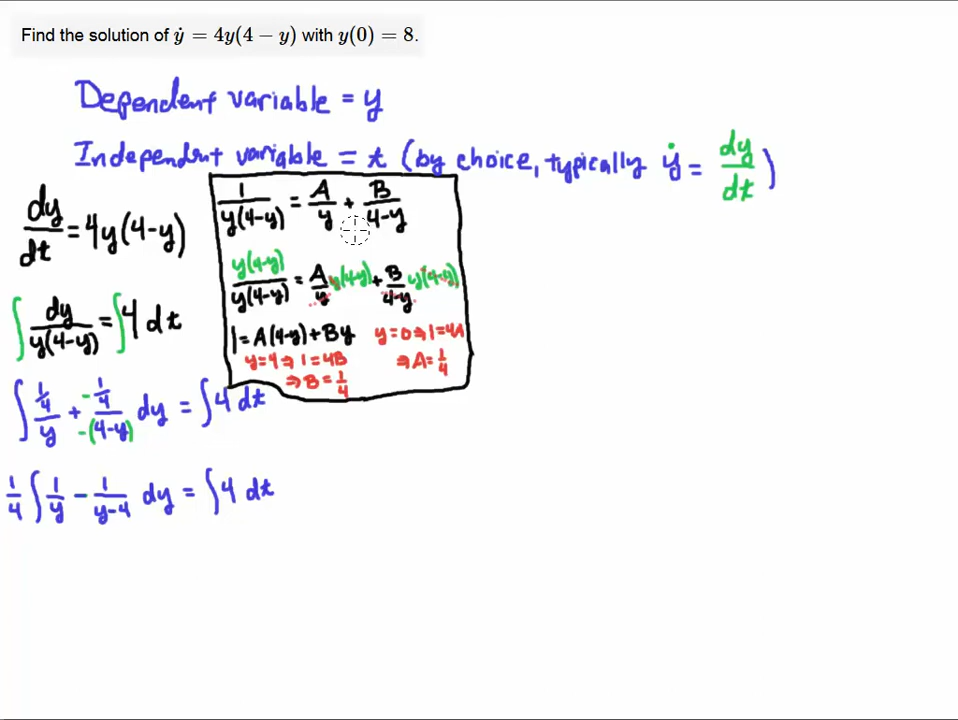 Find the solution of ẏ = 4y(4 − y) with y(0) = 8.
Dependent variable = y
Independent variable = t (by choice, typically ẏ = dy/dt)
dy/dt = 4y(4-y)
∫ dy/y(4-y) = ∫ 4 dt
∫ 1/4/y + -1/4/-(4-y) dy = ∫ 4 dt
1/4 ∫ 1/y - 1/y-4 dy = ∫ 4 dt
1/y(4-y) = A/y + B/4-y
y(4-y)/y(4-y) = A/y y(4-y) + B/4-y y(4-y)
1 = A(4-y) + By
y=0 ⇒ 1=4A
⇒ A = 1/4
y=4 ⇒ 1=4B
⇒ B = 1/4